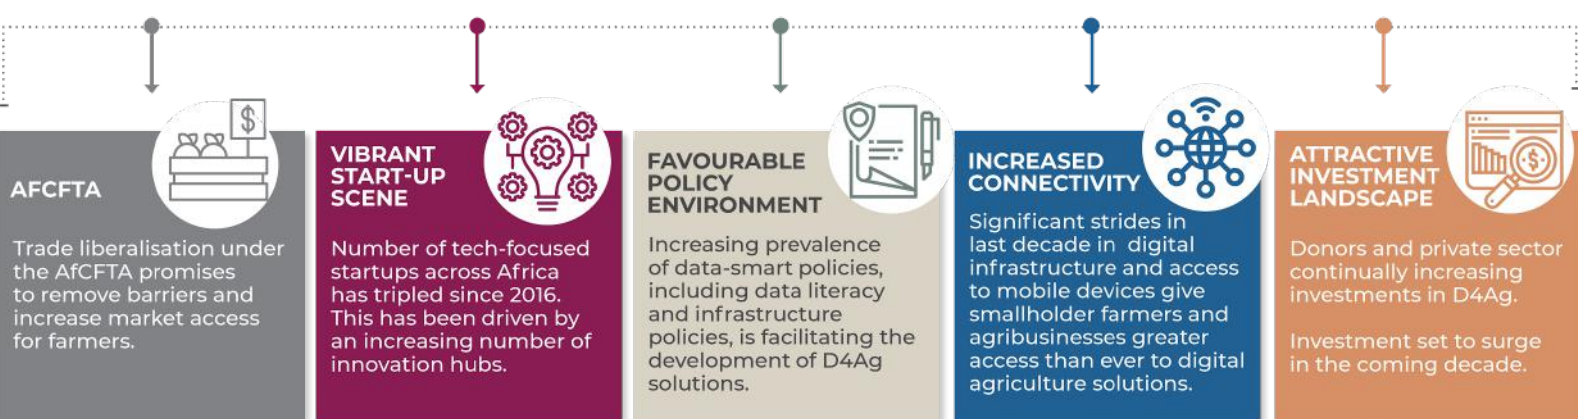 AFCFTA
Trade liberalisation under
the AfCFTA promises
to remove barriers and
increase market access
for farmers.
VIBRANT
START-UP
SCENE
Number of tech-focused
startups across Africa
has tripled since 2016.
This has been driven by
an increasing number of
innovation hubs.
FAVOURABLE
POLICY
ENVIRONMENT
Increasing prevalence
of data-smart policies,
including data literacy
and infrastructure
policies, is facilitating the
development of D4Ag
solutions.
INCREASED
CONNECTIVITY
Significant strides in
last decade in digital
infrastructure and access
to mobile devices give
smallholder farmers and
agribusinesses greater
access than ever to digital
agriculture solutions.
ATTRACTIVE
INVESTMENT
LANDSCAPE
Donors and private sector
continually increasing
investments in D4Ag.
Investment set to surge
in the coming decade.